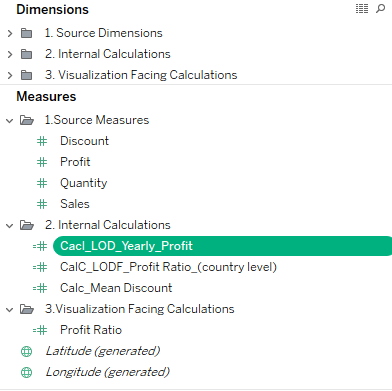 Dimensions
1. Source Dimensions
2. Internal Calculations
3. Visualization Facing Calculations
Measures
1.Source Measures
Discount
Profit
Quantity
Sales
2. Internal Calculations
Cacl_LOD_Yearly_Profit
CalC_LODF_Profit Ratio_(country level)
Calc_Mean Discount
3.Visualization Facing Calculations
Profit Ratio
Latitude (generated)
Longitude (generated)